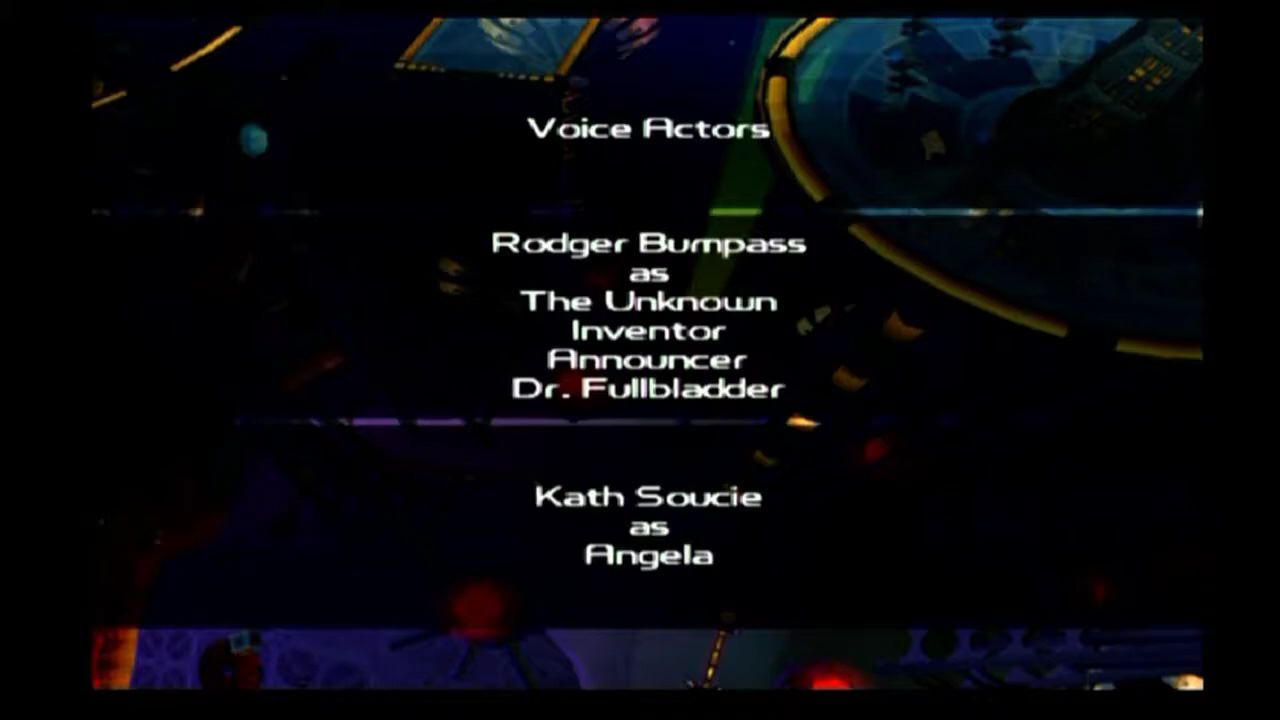 Voice Actors
Rodger Bumpass
as
The Unknown
Inventor
Announcer
Dr. Fullbladder
Kath Soucie
as
Angela